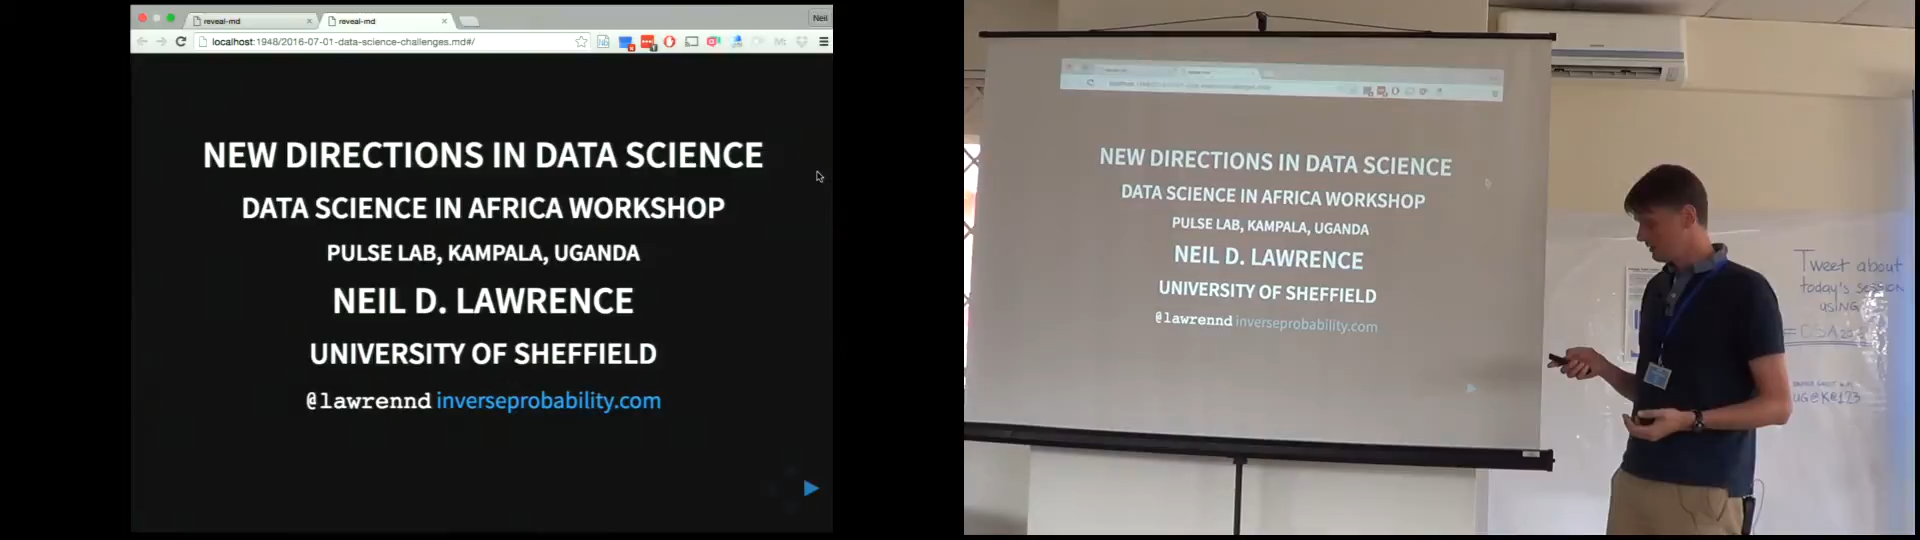 reveal-md
reveal-md
Neil
localhost:1948/2016-07-01-data-science-challenges.md#/
NEW DIRECTIONS IN DATA SCIENCE
DATA SCIENCE IN AFRICA WORKSHOP
PULSE LAB, KAMPALA, UGANDA
NEIL D. LAWRENCE
UNIVERSITY OF SHEFFIELD
@lawrennd inverseprobability.com
NEW DIRECTIONS IN DATA SCIENCE
DATA SCIENCE IN AFRICA WORKSHOP
PULSE LAB, KAMPALA, UGANDA
NEIL D. LAWRENCE
UNIVERSITY OF SHEFFIELD
@lawrennd inverseprobability.com
Tweet about
today's session
using